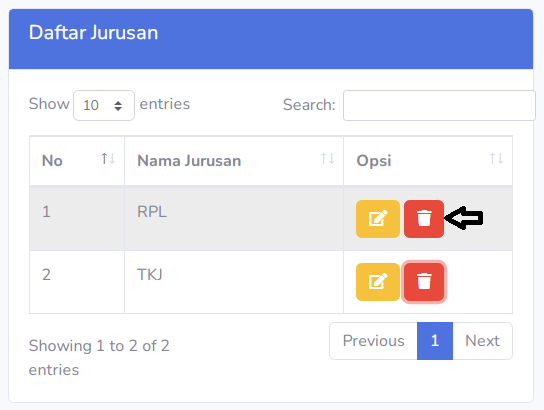 Daftar Jurusan
Show 10 entries Search:
No Nama Jurusan Opsi
1 RPL
2 TKJ
Showing 1 to 2 of 2
entries
Previous 1 Next